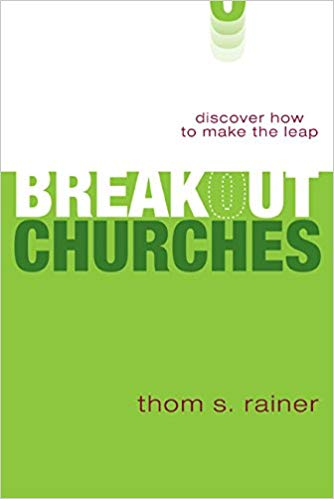 discover how
to make the leap
BREAKOUT
CHURCHES
thom s. rainer